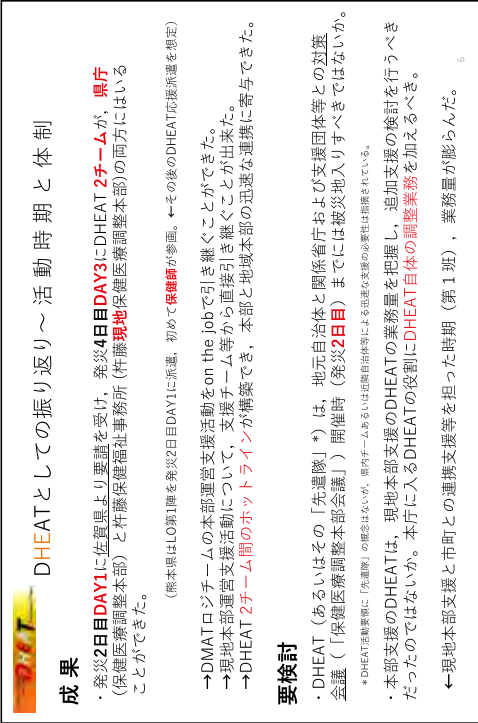 DHEAT
DHEATとしての振り返り～活動時期と体制
成 果
・発災2日目DAY1に佐賀県より要請を受け，発災4日目DAY3にDHEAT 2チームが，県庁
（保健医療調整本部）と杵藤保健福祉事務所（杵藤現地保健医療調整本部）の両方にはいる
ことができた。
（熊本県はLO第1陣を発災2日目DAY1に派遣，初めて保健師が参画。←その後のDHEAT応援派遣を想定）
→DMATロジチームの本部運営支援活動をon the jobで引き継ぐことができた。
→現地本部運営支援活動について，支援チーム等から直接引き継ぐことが出来た。
→DHEAT 2チーム間のホットラインが構築でき，本部と地域本部の迅速な連携に寄与できた。
要検討
・DHEAT（あるいはその「先遣隊」*）は，地元自治体と関係省庁および支援団体等との対策
会議（「保健医療調整本部会議」）開催時（発災2日目）までには被災地入りすべきではないか。
＊DHEAT活動要領に「先遣隊」の概念はないが、県内チームあるいは近隣自治体等による迅速な支援の必要性は指摘されている。
・本部支援のDHEATは，現地本部支援のDHEATの業務量を把握し，追加支援の検討を行うべき
だったのではないか。本庁に入るDHEATの役割にDHEAT自体の調整業務を加えるべき。
←現地本部支援と市町との連携支援等を担った時期（第１班），業務量が膨らんだ。
6